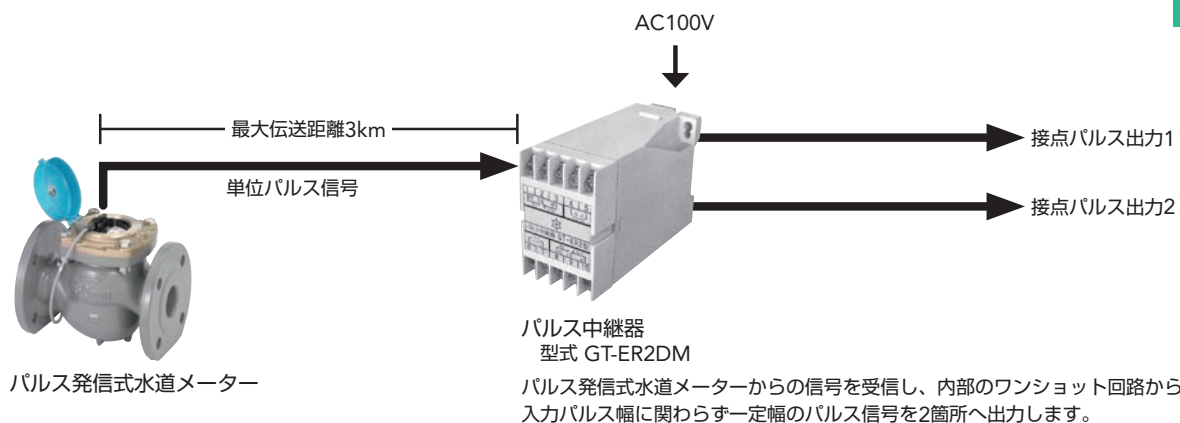 AC100V
最大伝送距離3km
接点パルス出力1
単位パルス信号
接点パルス出力2
パルス中継器
型式 GT-ER2DM
パルス発信式水道メーター
パルス発信式水道メーターからの信号を受信し、内部のワンショット回路から
入力パルス幅に関わらず一定幅のパルス信号を2箇所へ出力します。